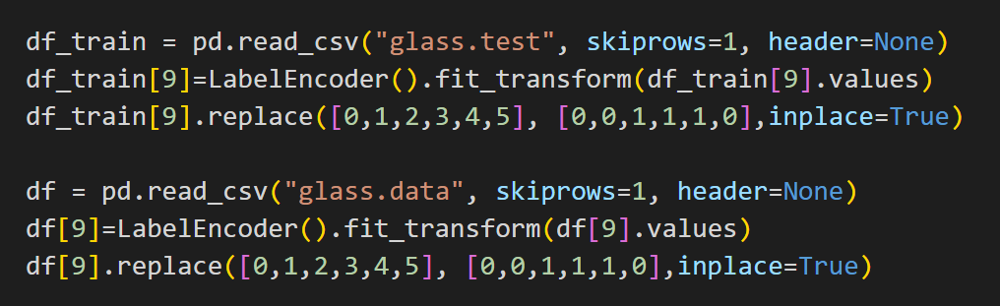 df_train = pd.read_csv("glass.test", skiprows=1, header=None)
df_train[9]=LabelEncoder().fit_transform(df_train[9].values)
df_train[9].replace([0,1,2,3,4,5], [0,0,1,1,1,0],inplace=True)
df = pd.read_csv("glass.data", skiprows=1, header=None)
df[9]=LabelEncoder().fit_transform(df[9].values)
df[9].replace([0,1,2,3,4,5], [0,0,1,1,1,0],inplace=True)